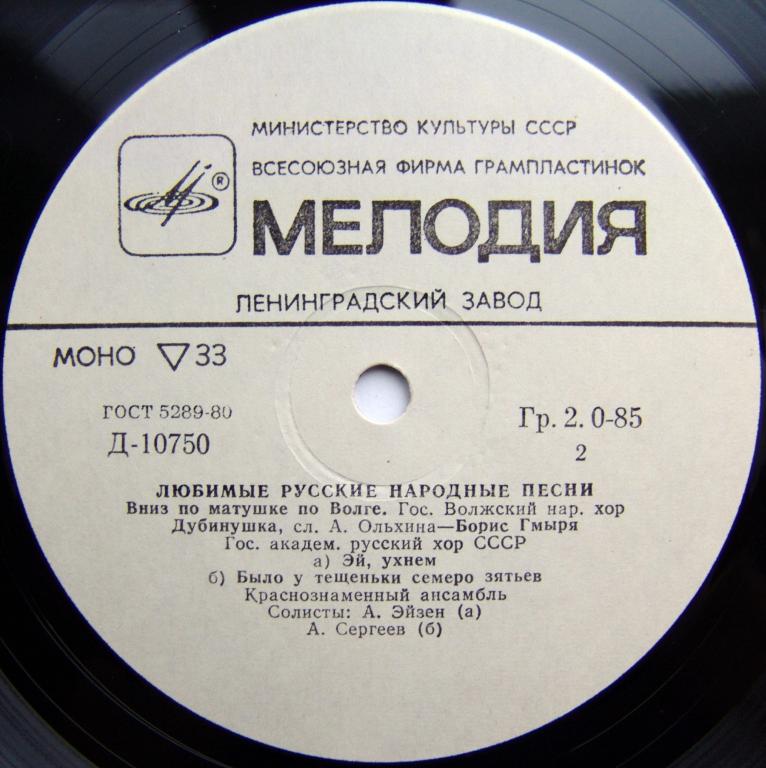 МИНИСТЕРСТВО КУЛЬТУРЫ СССР
ВСЕСОЮЗНАЯ ФИРМА ГРАМПЛАСТИНОК
®
МЕЛОДИЯ
ЛЕНИНГРАДСКИЙ ЗАВОД
МОНО ▽ 33
ГОСТ 5289-80
Д-10750
Гр. 2. 0-85
2
ЛЮБИМЫЕ РУССКИЕ НАРОДНЫЕ ПЕСНИ
Вниз по матушке по Волге. Гос. Волжский нар. хор
Дубинушка, сл. А. Ольхина—Борис Гмыря
Гос. академ. русский хор СССР
а) Эй, ухнем
б) Было у тещеньки семеро зятьев
Краснознаменный ансамбль
Солисты: А. Эйзен (а)
А. Сергеев (б)